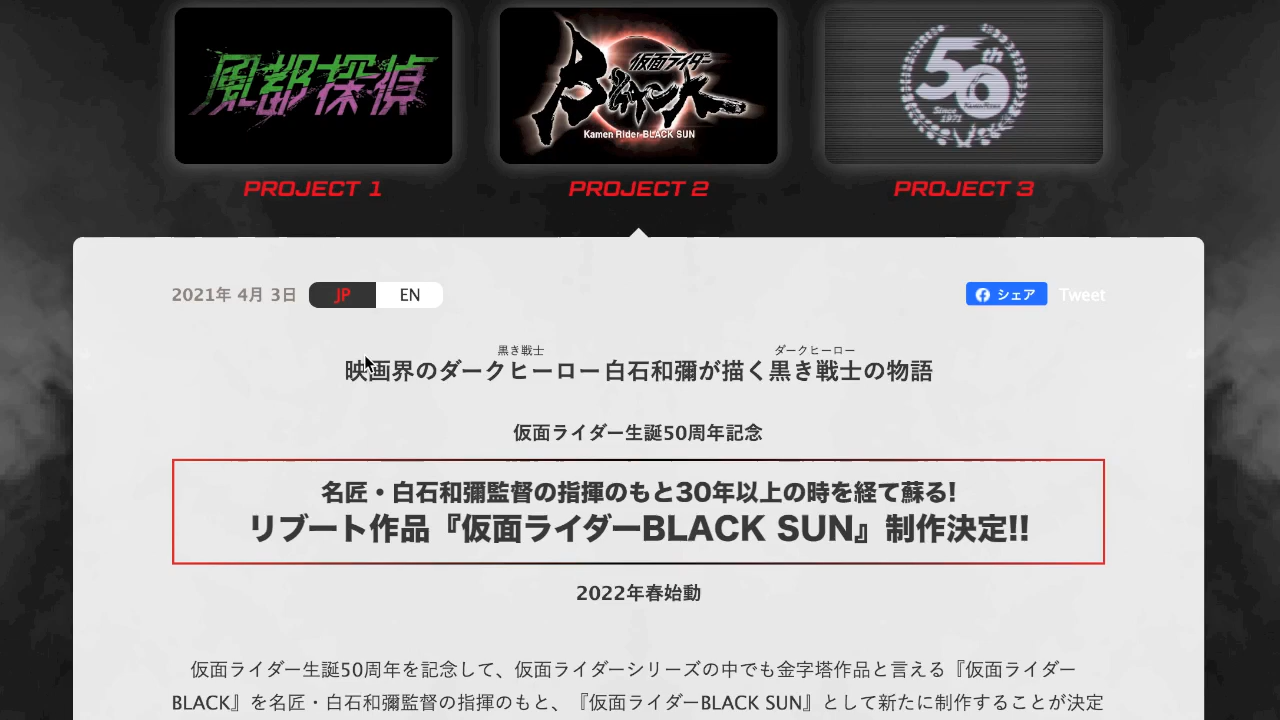 風都探偵
仮面ライダー
BLACK
Kamen Rider BLACK SUN
50th
Kamen Rider
Since
1971
PROJECT 1
PROJECT 2
PROJECT 3
2021年 4月 3日
JP
EN
シェア
Tweet
黒き戦士
ダークヒーロー
映画界のダークヒーロー白石和彌が描く黒き戦士の物語
仮面ライダー生誕50周年記念
名匠・白石和彌監督の指揮のもと30年以上の時を経て蘇る!
リブート作品『仮面ライダーBLACK SUN』制作決定!!
2022年春始動
仮面ライダー生誕50周年を記念して、仮面ライダーシリーズの中でも金字塔作品と言える『仮面ライダー
BLACK』を名匠・白石和彌監督の指揮のもと、『仮面ライダーBLACK SUN』として新たに制作することが決定